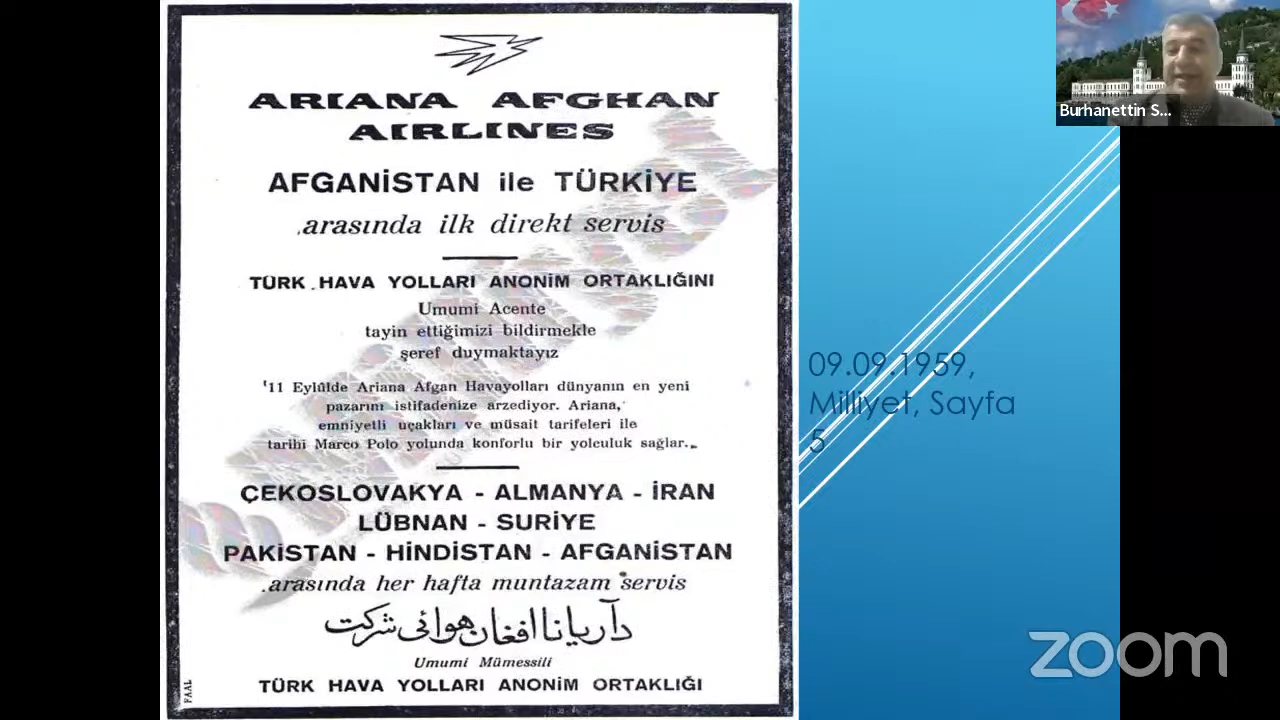 ARIANA AFGHAN
AIRLINES
AFGANİSTAN ile TÜRKİYE
arasında ilk direkt servis
TÜRK HAVA YOLLARI ANONİM ORTAKLIĞINI
Umumi Acente
tayin ettiğimizi bildirmekle
şeref duymaktayız
"11 Eylûlde Ariana Afgan Havayolları dünyanın en yeni
pazarını istifadenize arzediyor. Ariana,
emniyetli uçakları ve müsait tarifeleri ile
tarihi Marco Polo yolunda konforlu bir yolculuk sağlar.„
ÇEKOSLOVAKYA - ALMANYA - İRAN
LÜBNAN - SURİYE
PAKİSTAN - HİNDİSTAN - AFGANİSTAN
arasında her hafta muntazam servis
دآریانا افغان هوائی شرکت
Umumi Mümessili
TÜRK HAVA YOLLARI ANONİM ORTAKLIĞI
FAAL
09.09.1959,
Milliyet, Sayfa
5
Burhanettin S...
zoom